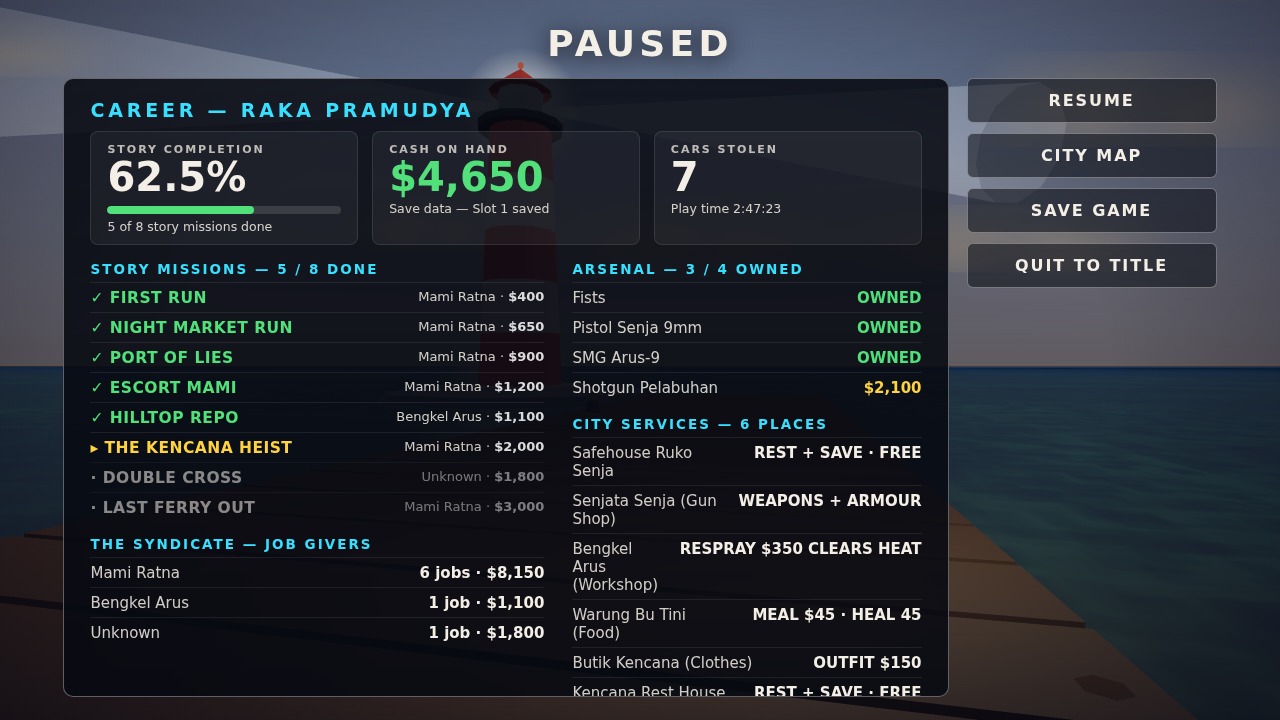 PAUSED
CAREER — RAKA PRAMUDYA
STORY COMPLETION
62.5%
5 of 8 story missions done
CASH ON HAND
$4,650
Save data — Slot 1 saved
CARS STOLEN
7
Play time 2:47:23
STORY MISSIONS — 5 / 8 DONE
✓ FIRST RUN Mami Ratna · $400
✓ NIGHT MARKET RUN Mami Ratna · $650
✓ PORT OF LIES Mami Ratna · $900
✓ ESCORT MAMI Mami Ratna · $1,200
✓ HILLTOP REPO Bengkel Arus · $1,100
▸ THE KENCANA HEIST Mami Ratna · $2,000
· DOUBLE CROSS Unknown · $1,800
· LAST FERRY OUT Mami Ratna · $3,000
THE SYNDICATE — JOB GIVERS
Mami Ratna 6 jobs · $8,150
Bengkel Arus 1 job · $1,100
Unknown 1 job · $1,800
ARSENAL — 3 / 4 OWNED
Fists OWNED
Pistol Senja 9mm OWNED
SMG Arus-9 OWNED
Shotgun Pelabuhan $2,100
CITY SERVICES — 6 PLACES
Safehouse Ruko REST + SAVE · FREE
Senja
Senjata Senja (Gun WEAPONS + ARMOUR
Shop)
Bengkel RESPRAY $350 CLEARS HEAT
Arus
(Workshop)
Warung Bu Tini MEAL $45 · HEAL 45
(Food)
Butik Kencana (Clothes) OUTFIT $150
Kencana Rest House REST + SAVE · FREE
RESUME
CITY MAP
SAVE GAME
QUIT TO TITLE